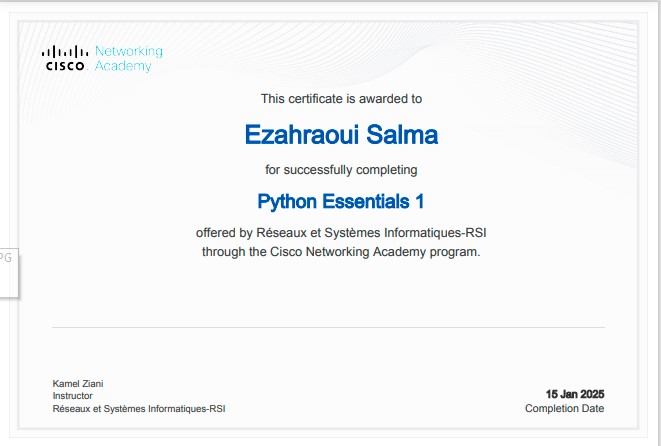 Networking
CISCO Academy
This certificate is awarded to
Ezahraoui Salma
for successfully completing
Python Essentials 1
offered by Réseaux et Systèmes Informatiques-RSI
through the Cisco Networking Academy program.
PG
Kamel Ziani
Instructor
Réseaux et Systèmes Informatiques-RSI
15 Jan 2025
Completion Date